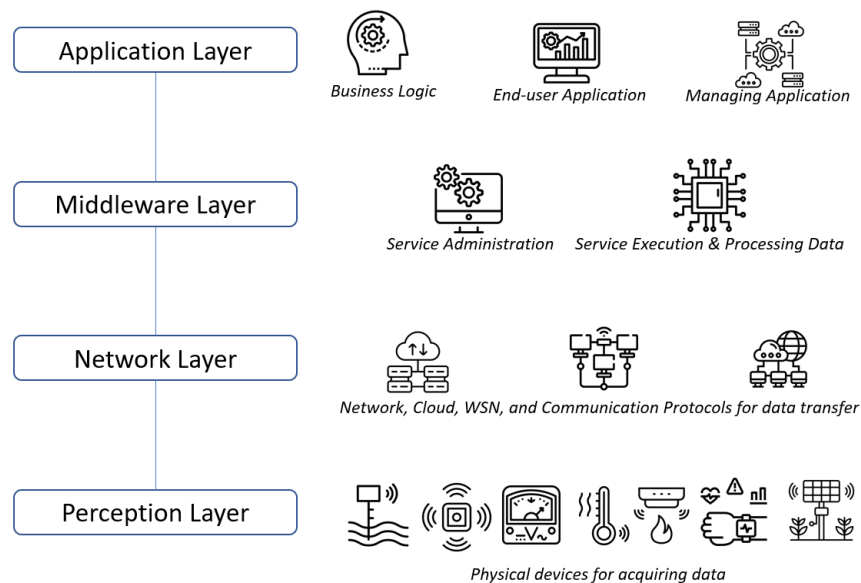 Application Layer
Business Logic
End-user Application
Managing Application
Middleware Layer
Service Administration
Service Execution & Processing Data
Network Layer
Network, Cloud, WSN, and Communication Protocols for data transfer
Perception Layer
Physical devices for acquiring data